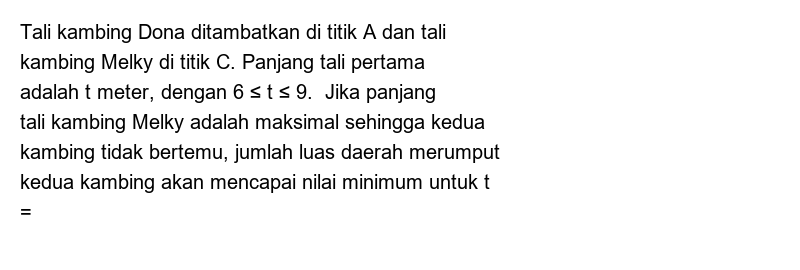 Tali kambing Dona ditambatkan di titik A dan tali
kambing Melky di titik C. Panjang tali pertama
adalah t meter, dengan 6 ≤ t ≤ 9.  Jika panjang
tali kambing Melky adalah maksimal sehingga kedua
kambing tidak bertemu, jumlah luas daerah merumput
kedua kambing akan mencapai nilai minimum untuk t
=